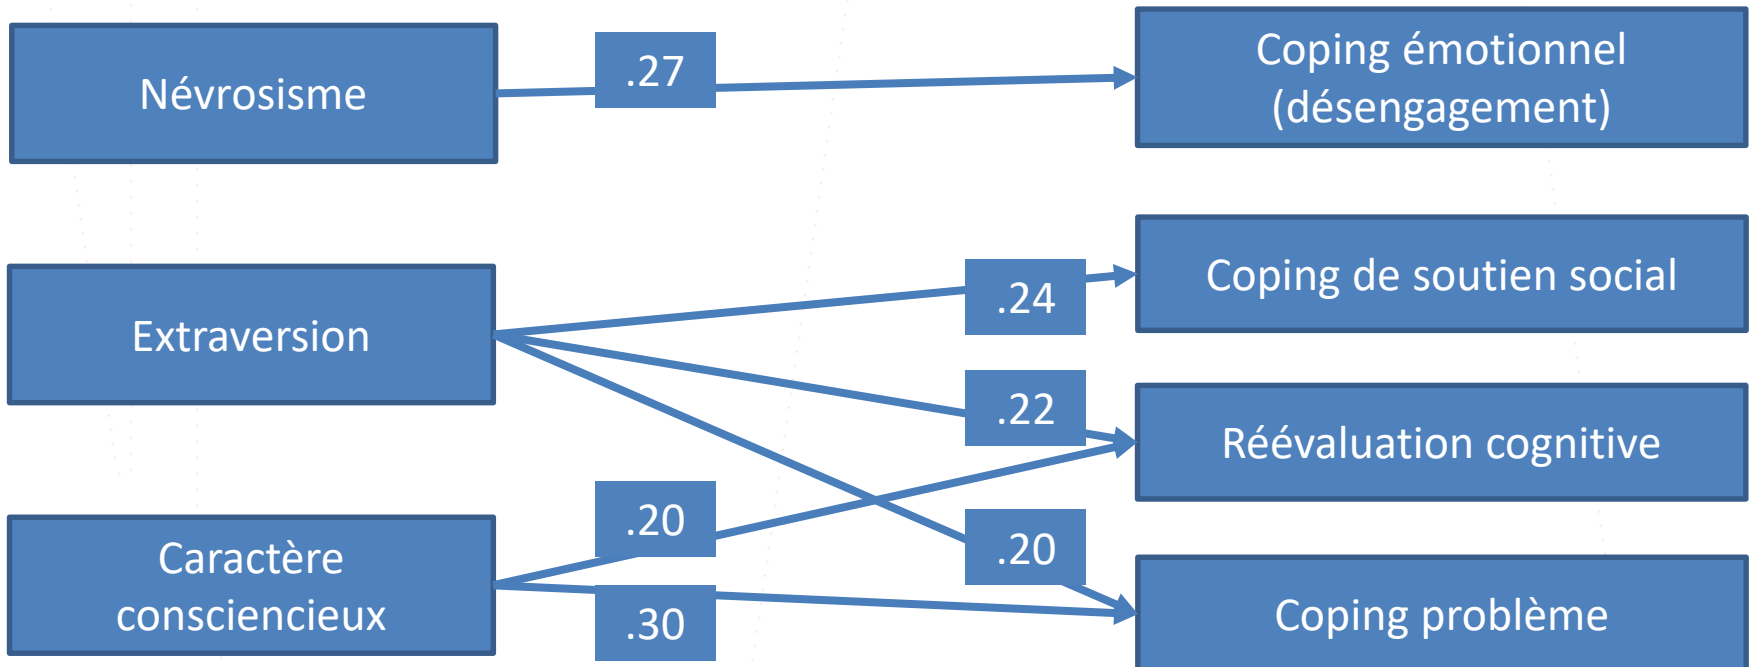 Névrosisme
.27
Coping émotionnel
(désengagement)
Extraversion
.24
Coping de soutien social
.22
Réévaluation cognitive
Caractère
consciencieux
.20
.30
.20
Coping problème